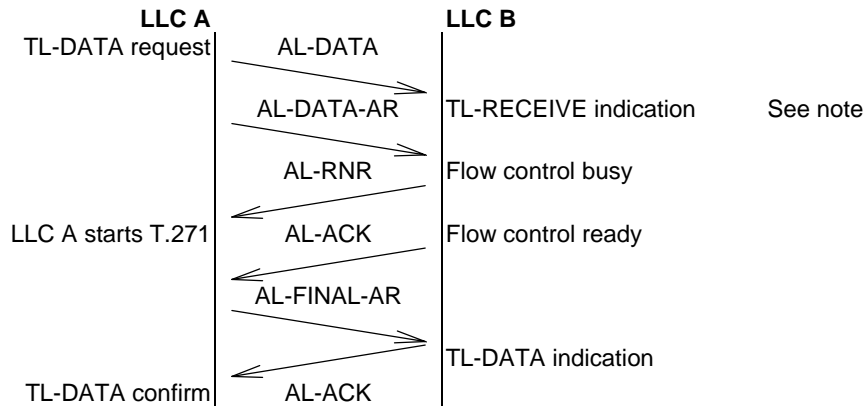 LLC A LLC B
TL-DATA request AL-DATA
AL-DATA-AR TL-RECEIVE indication See note
AL-RNR Flow control busy
LLC A starts T.271 AL-ACK Flow control ready
AL-FINAL-AR
TL-DATA indication
TL-DATA confirm AL-ACK